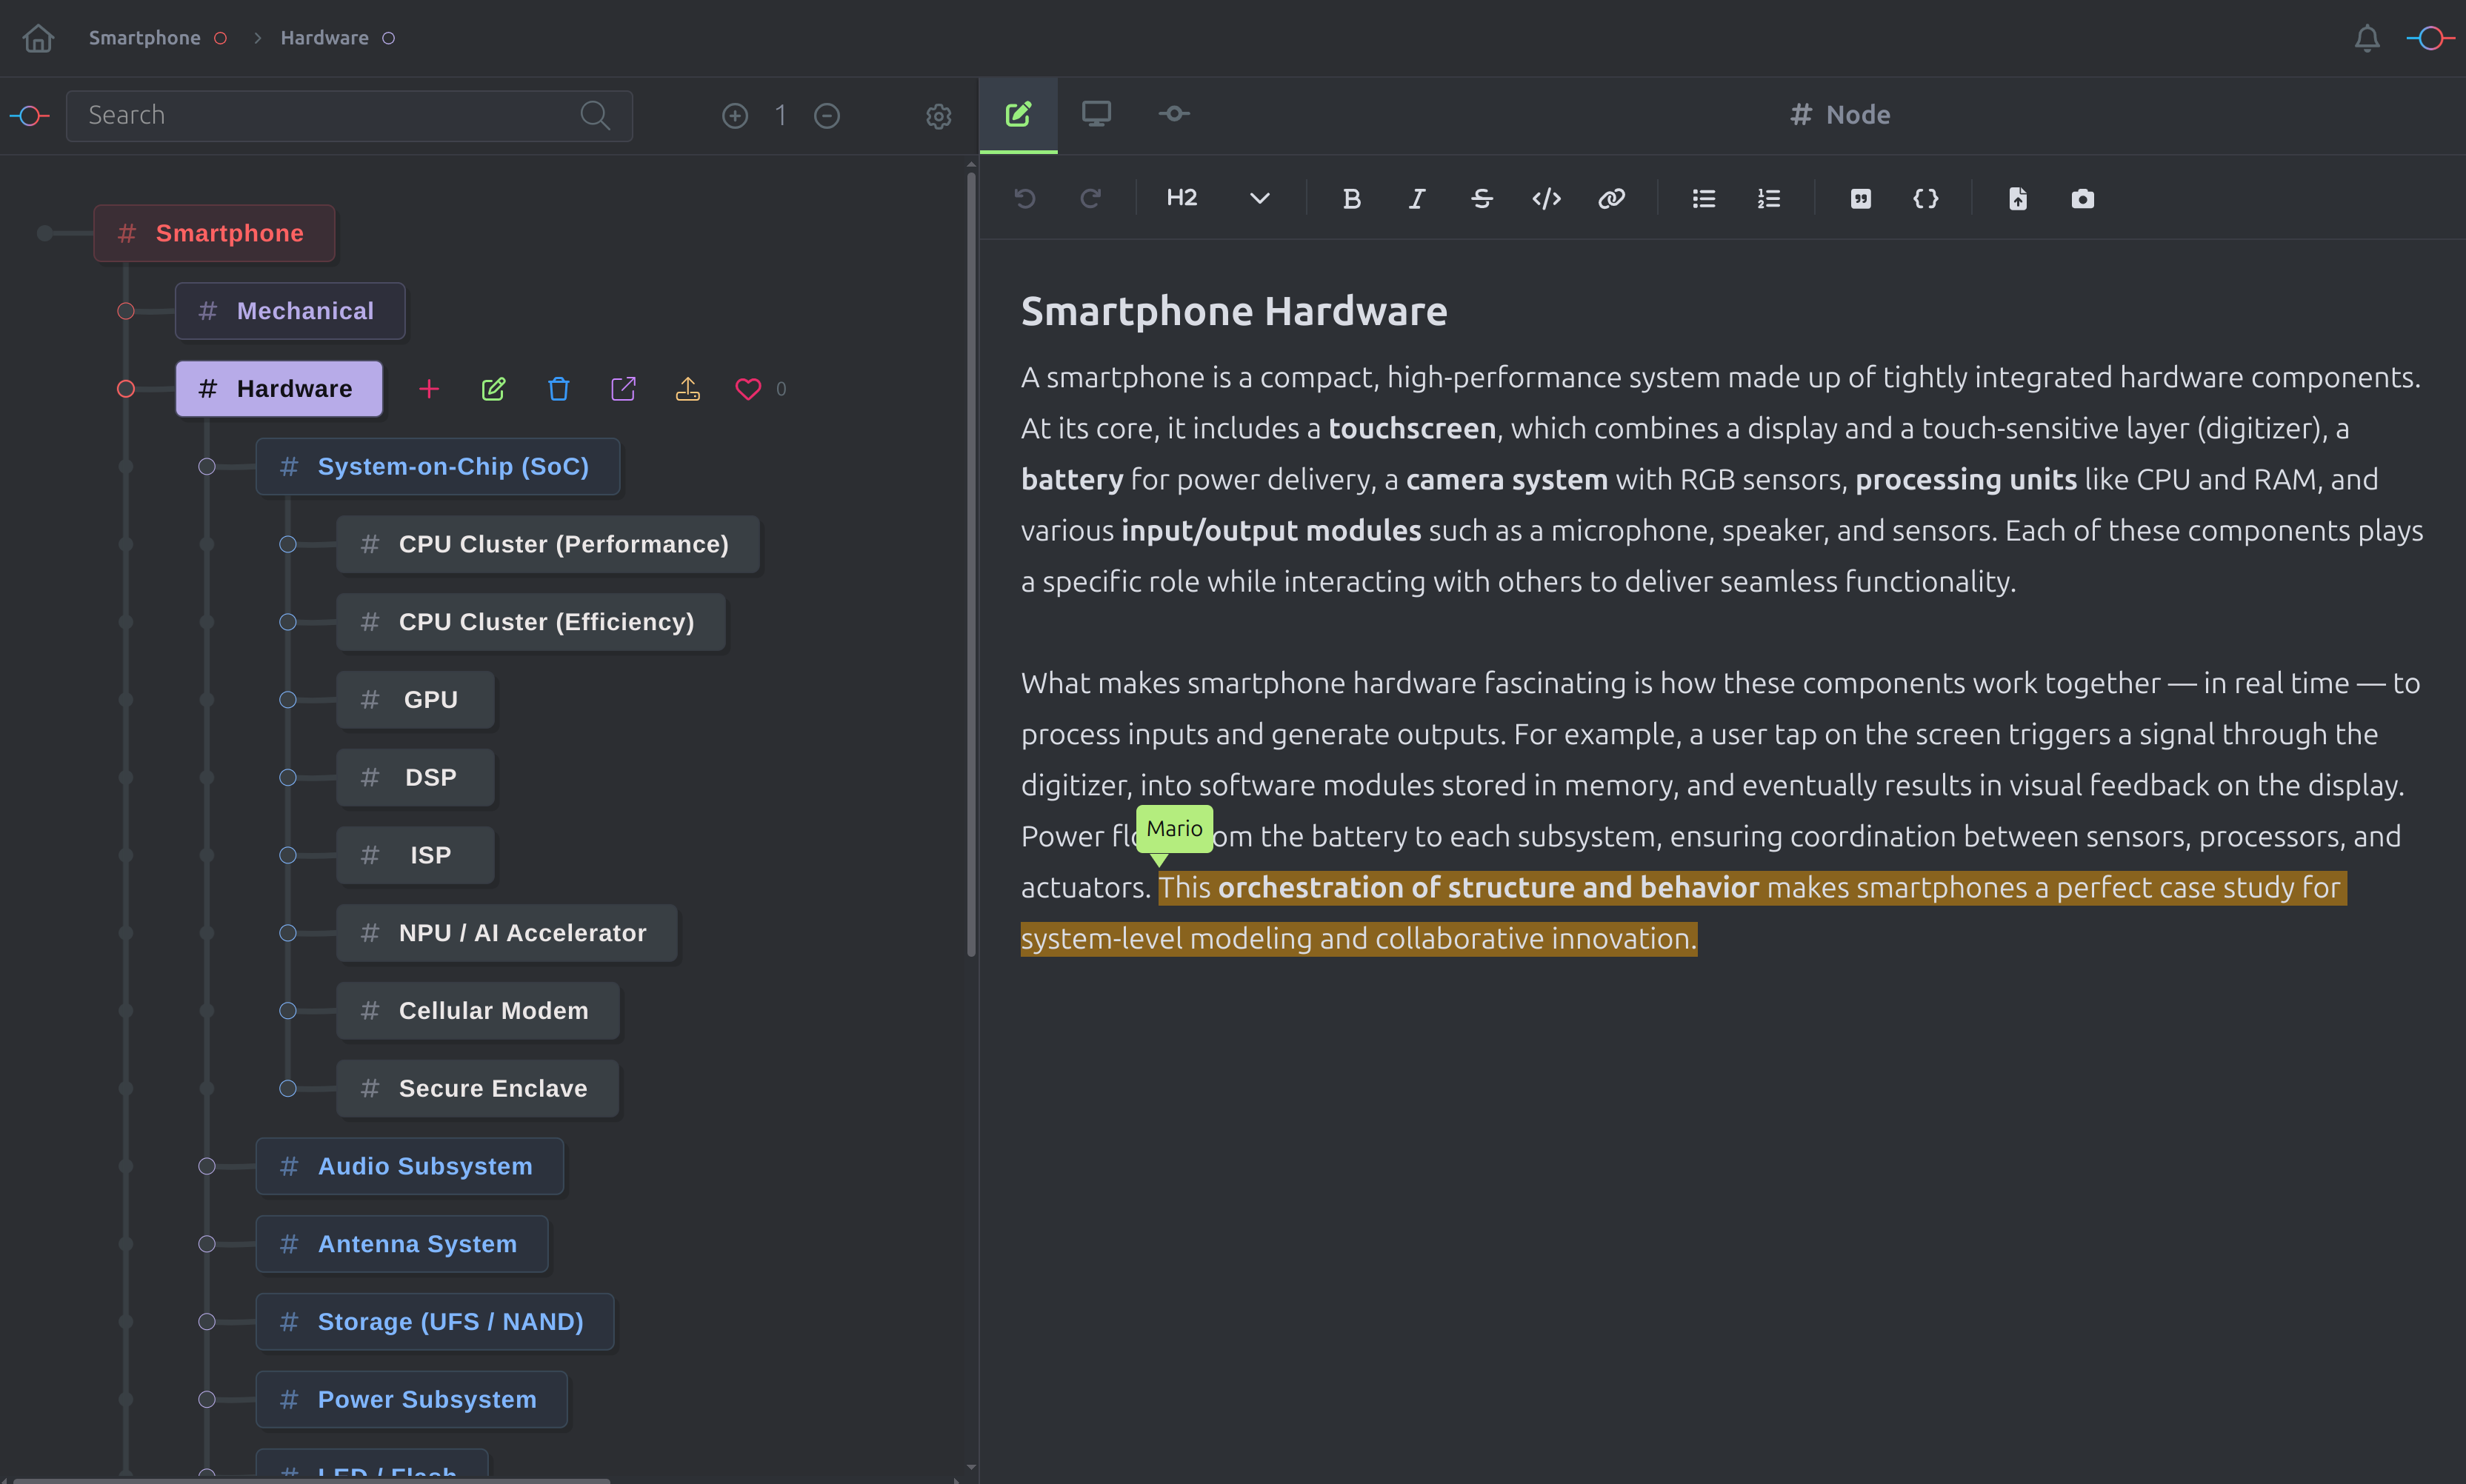 Smartphone > Hardware
Search
1
# Node
H2
# Smartphone
# Mechanical
# Hardware
0
# System-on-Chip (SoC)
# CPU Cluster (Performance)
# CPU Cluster (Efficiency)
# GPU
# DSP
# ISP
# NPU / AI Accelerator
# Cellular Modem
# Secure Enclave
# Audio Subsystem
# Antenna System
# Storage (UFS / NAND)
# Power Subsystem
# LED / Flash
Smartphone Hardware
A smartphone is a compact, high-performance system made up of tightly integrated hardware components.
At its core, it includes a touchscreen, which combines a display and a touch-sensitive layer (digitizer), a
battery for power delivery, a camera system with RGB sensors, processing units like CPU and RAM, and
various input/output modules such as a microphone, speaker, and sensors. Each of these components plays
a specific role while interacting with others to deliver seamless functionality.
What makes smartphone hardware fascinating is how these components work together — in real time — to
process inputs and generate outputs. For example, a user tap on the screen triggers a signal through the
digitizer, into software modules stored in memory, and eventually results in visual feedback on the display.
Mario
Power the battery to each subsystem, ensuring coordination between sensors, processors, and
actuators. This orchestration of structure and behavior makes smartphones a perfect case study for
system-level modeling and collaborative innovation.